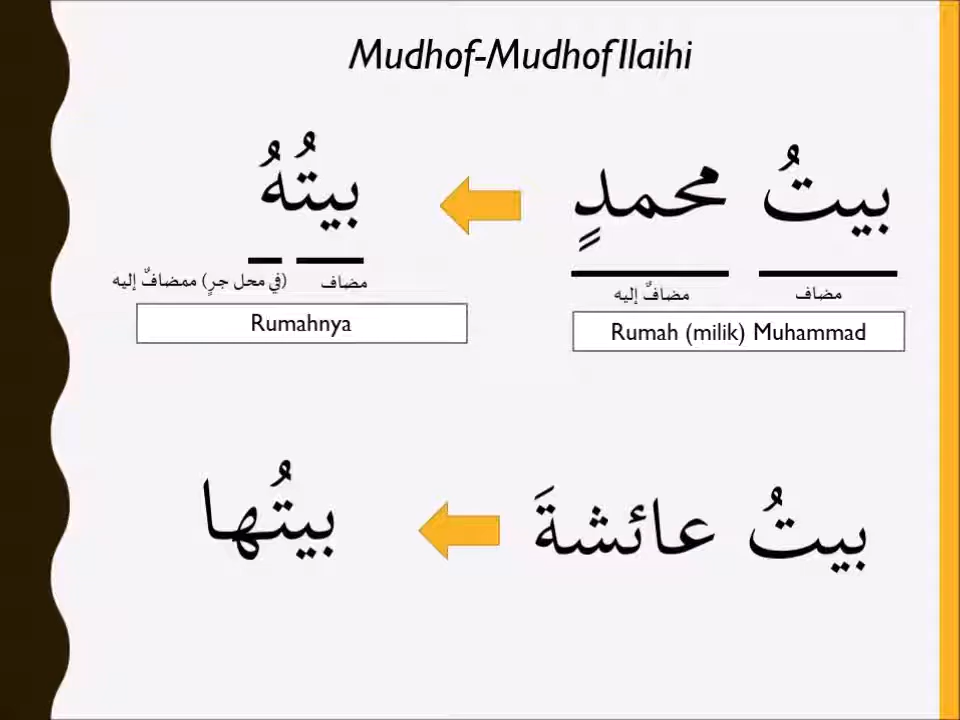 Mudhof-Mudhof Ilaihi
بيتُ محمدٍ
بيتُهُ
مضاف
مضافٌ إليه
مضاف
(في محل جرٍ) ممضافٌ إليه
Rumah (milik) Muhammad
Rumahnya
بيتُ عائشةَ
بيتُها